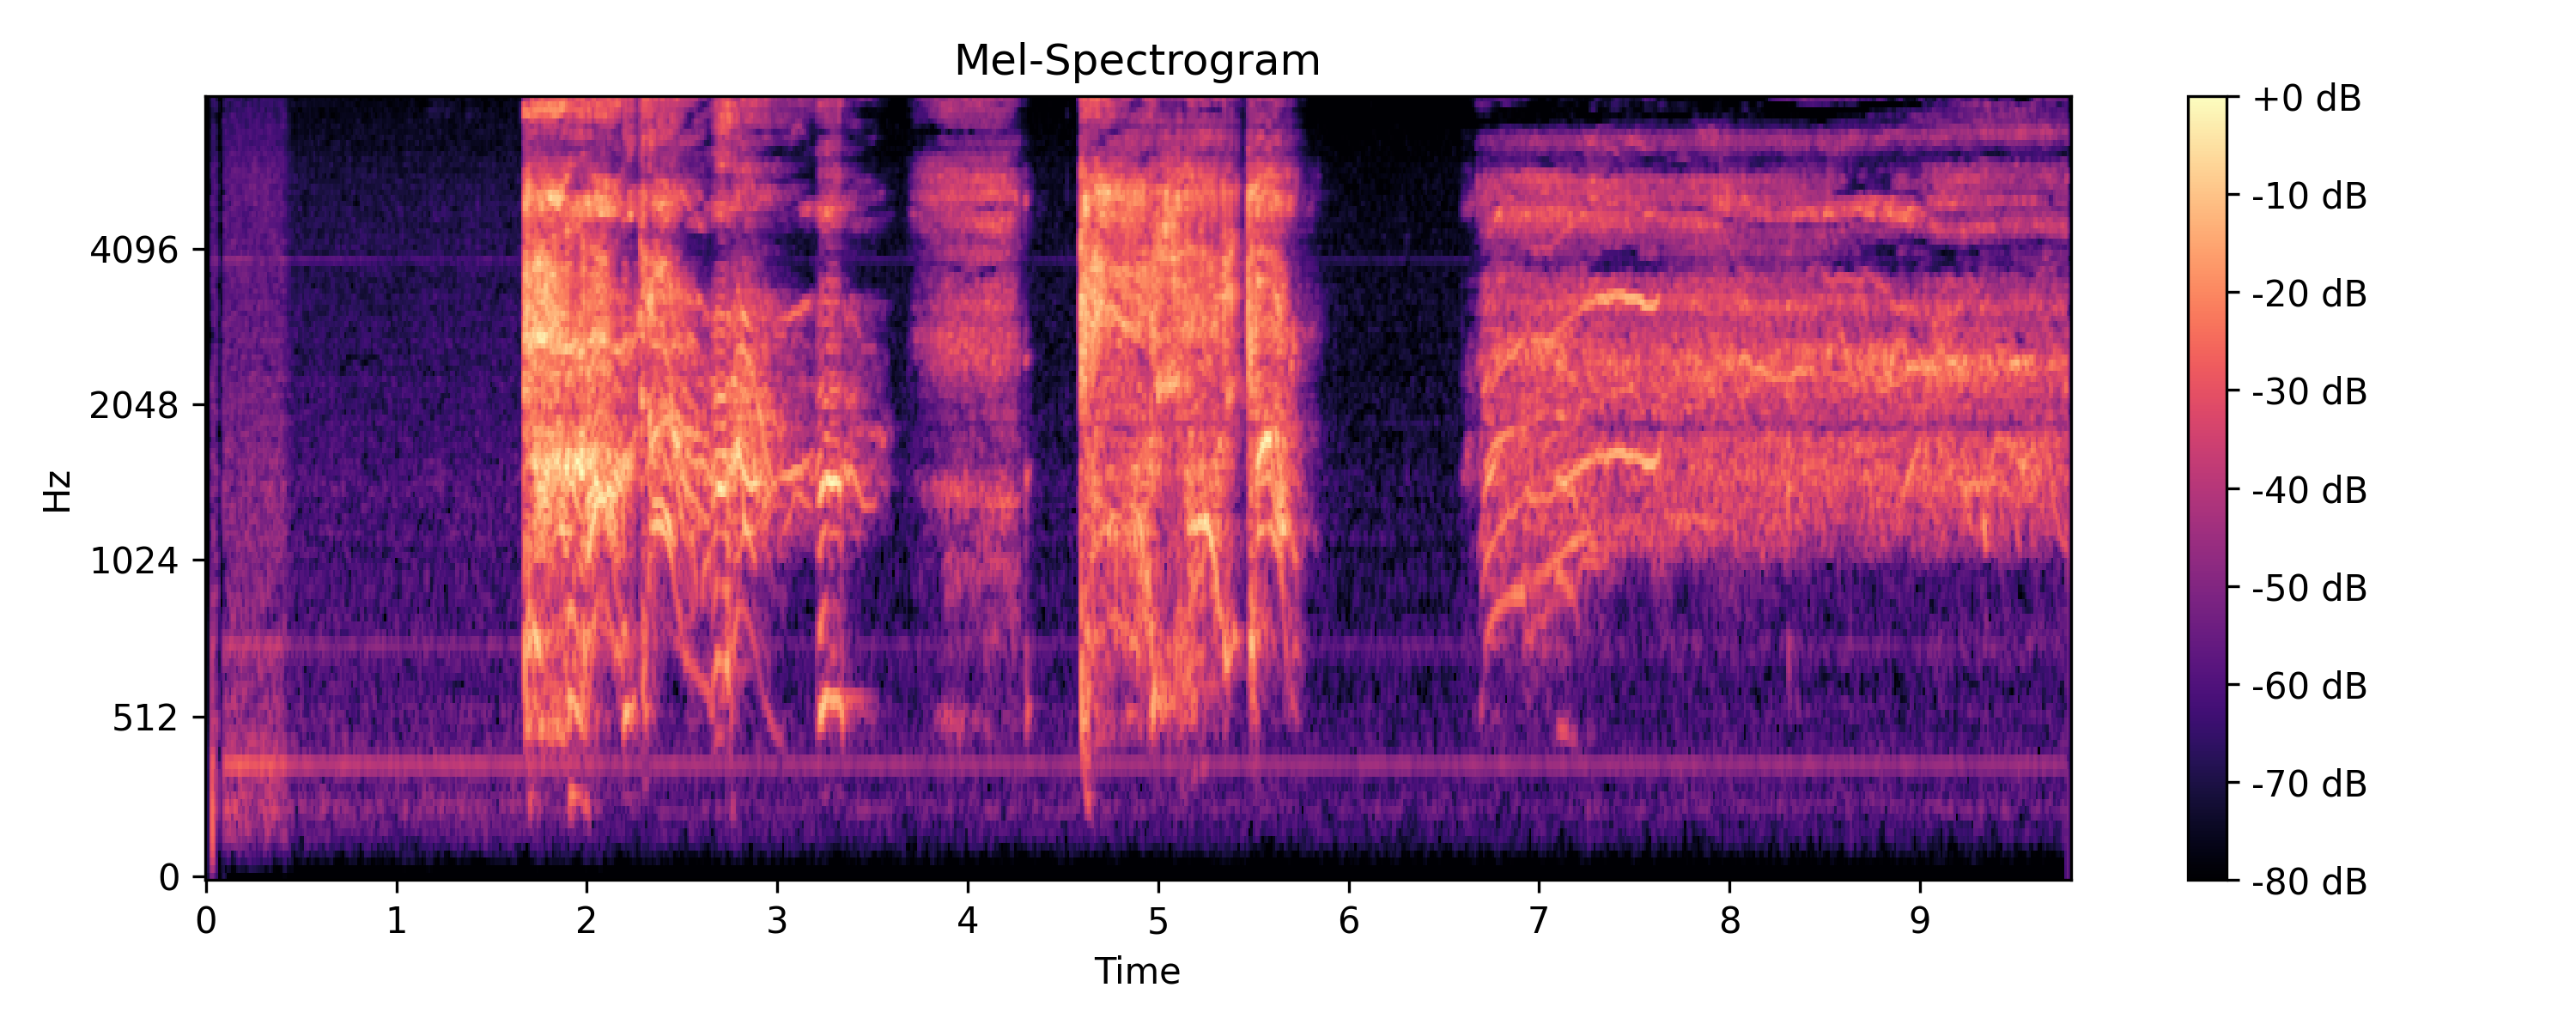 Mel-Spectrogram
+0 dB
-10 dB
-20 dB
-30 dB
-40 dB
-50 dB
-60 dB
-70 dB
-80 dB
Hz
4096
2048
1024
512
0
0 1 2 3 4 5 6 7 8 9
Time